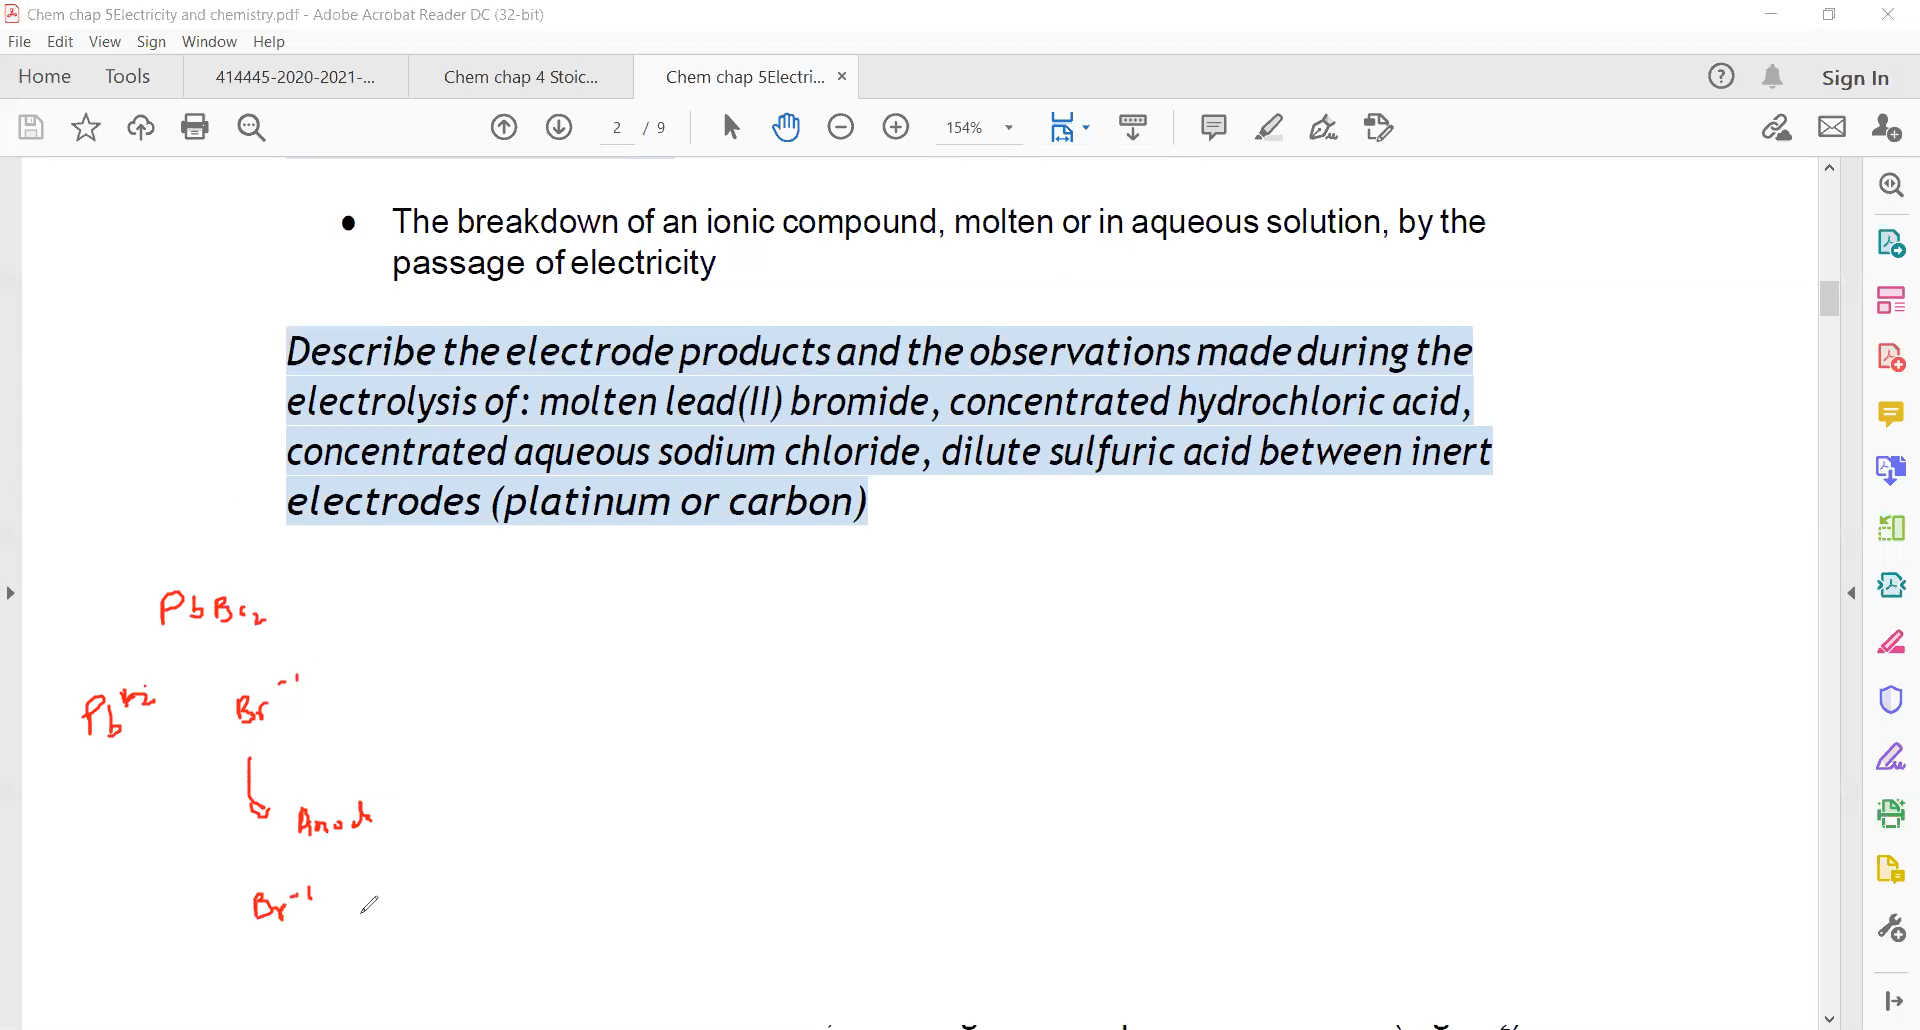 Chem chap 5Electricity and chemistry.pdf - Adobe Acrobat Reader DC (32-bit)
File Edit View Sign Window Help
Home Tools 414445-2020-2021-... Chem chap 4 Stoic... Chem chap 5Electri... × Sign In
2 / 9 154%
● The breakdown of an ionic compound, molten or in aqueous solution, by the
passage of electricity
Describe the electrode products and the observations made during the
electrolysis of: molten lead(II) bromide, concentrated hydrochloric acid,
concentrated aqueous sodium chloride, dilute sulfuric acid between inert
electrodes (platinum or carbon)
PbBr2
Pb+2 Br-1
Anode
Br-1